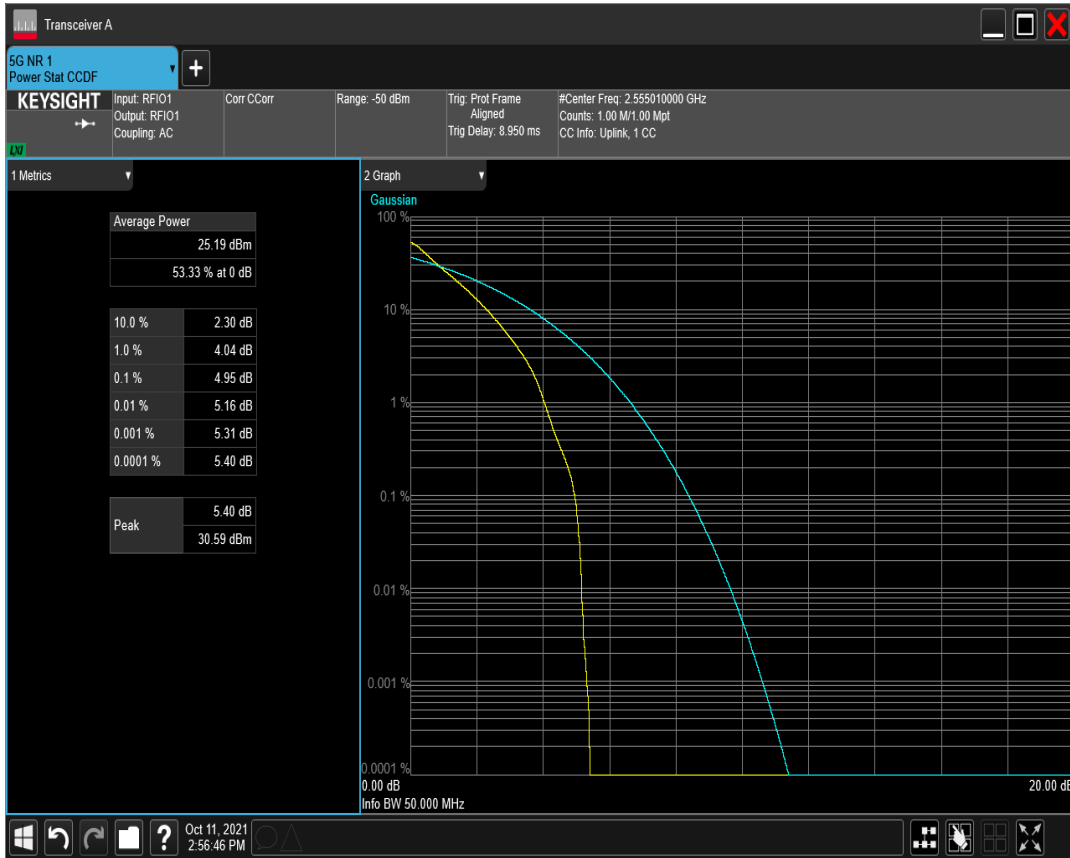 Transceiver A
5G NR 1
Power Stat CCDF
+
KEYSIGHT
LXI
Input: RFIO1
Output: RFIO1
Coupling: AC
Corr CCorr
Range: -50 dBm
Trig: Prot Frame
Aligned
Trig Delay: 8.950 ms
#Center Freq: 2.555010000 GHz
Counts: 1.00 M/1.00 Mpt
CC Info: Uplink, 1 CC
1 Metrics
Average Power
25.19 dBm
53.33 % at 0 dB
10.0 % 2.30 dB
1.0 % 4.04 dB
0.1 % 4.95 dB
0.01 % 5.16 dB
0.001 % 5.31 dB
0.0001 % 5.40 dB
Peak
5.40 dB
30.59 dBm
2 Graph
Gaussian
100 %
10 %
1 %
0.1 %
0.01 %
0.001 %
0.0001 %
0.00 dB 20.00 dB
Info BW 50.000 MHz
?
Oct 11, 2021
2:56:46 PM